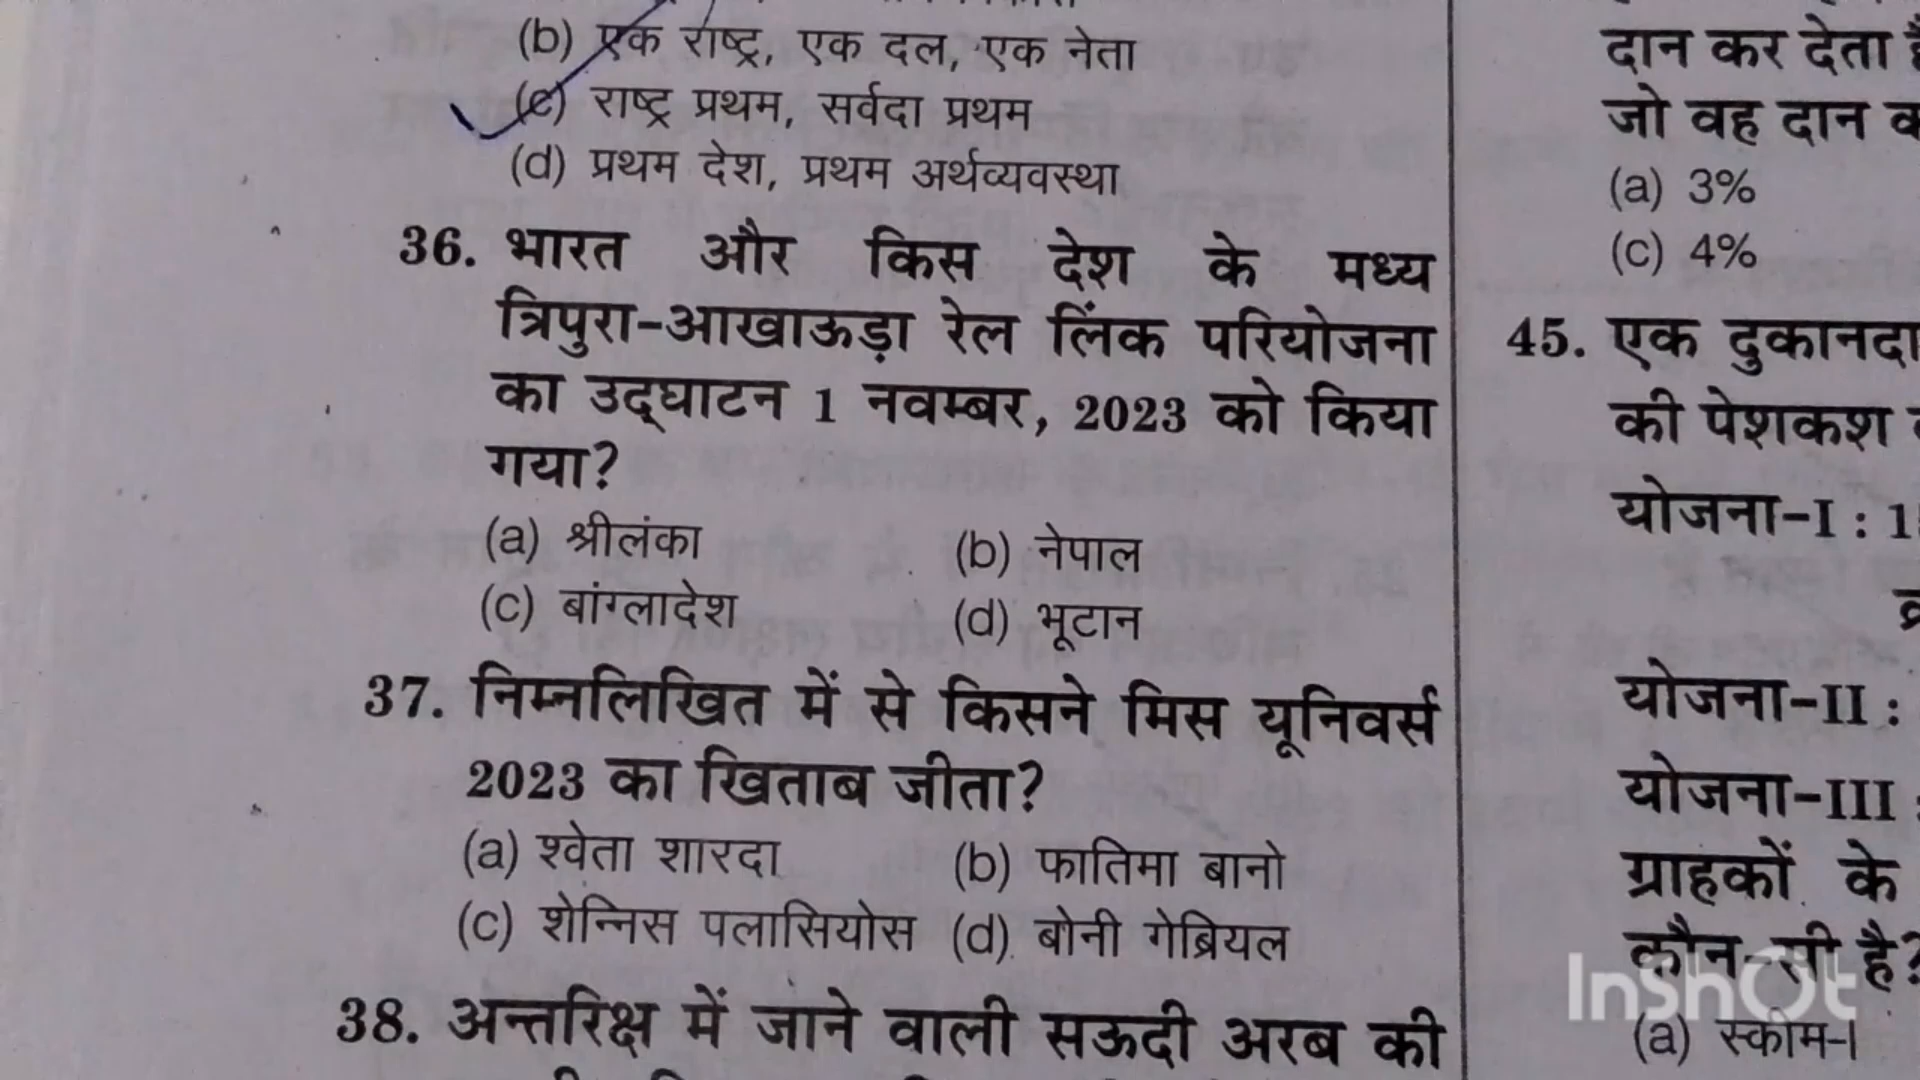 (b) एक राष्ट्र, एक दल, एक नेता
(c) राष्ट्र प्रथम, सर्वदा प्रथम
(d) प्रथम देश, प्रथम अर्थव्यवस्था
36. भारत और किस देश के मध्य
त्रिपुरा-आखाऊड़ा रेल लिंक परियोजना
का उद्घाटन 1 नवम्बर, 2023 को किया
गया?
(a) श्रीलंका (b) नेपाल
(c) बांग्लादेश (d) भूटान
37. निम्नलिखित में से किसने मिस यूनिवर्स
2023 का खिताब जीता?
(a) श्वेता शारदा (b) फातिमा बानो
(c) शेन्निस पलासियोस (d) बोनी गेब्रियल
38. अन्तरिक्ष में जाने वाली सऊदी अरब की
दान कर देता
जो वह दान
(a) 3%
(c) 4%
45. एक
की पेशकश
योजना-I : 1
योजना-II :
योजना-III
ग्राहकों के
कौन-सी है?
(a) स्कीम-I
InShOt